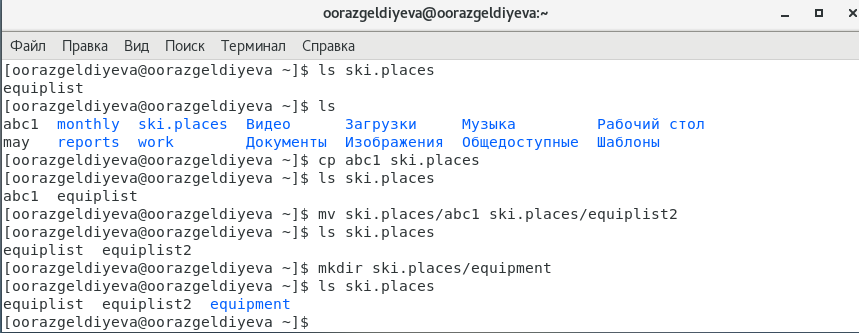 oorazgeldiyeva@oorazgeldiyeva:~
Файл Правка Вид Поиск Терминал Справка
[oorazgeldiyeva@oorazgeldiyeva ~]$ ls ski.places
equiplist
[oorazgeldiyeva@oorazgeldiyeva ~]$ ls
abc1  monthly  ski.places  Видео      Загрузки     Музыка         Рабочий стол
may   reports  work        Документы  Изображения  Общедоступные  Шаблоны
[oorazgeldiyeva@oorazgeldiyeva ~]$ cp abc1 ski.places
[oorazgeldiyeva@oorazgeldiyeva ~]$ ls ski.places
abc1  equiplist
[oorazgeldiyeva@oorazgeldiyeva ~]$ mv ski.places/abc1 ski.places/equiplist2
[oorazgeldiyeva@oorazgeldiyeva ~]$ ls ski.places
equiplist  equiplist2
[oorazgeldiyeva@oorazgeldiyeva ~]$ mkdir ski.places/equipment
[oorazgeldiyeva@oorazgeldiyeva ~]$ ls ski.places
equiplist  equiplist2  equipment
[oorazgeldiyeva@oorazgeldiyeva ~]$